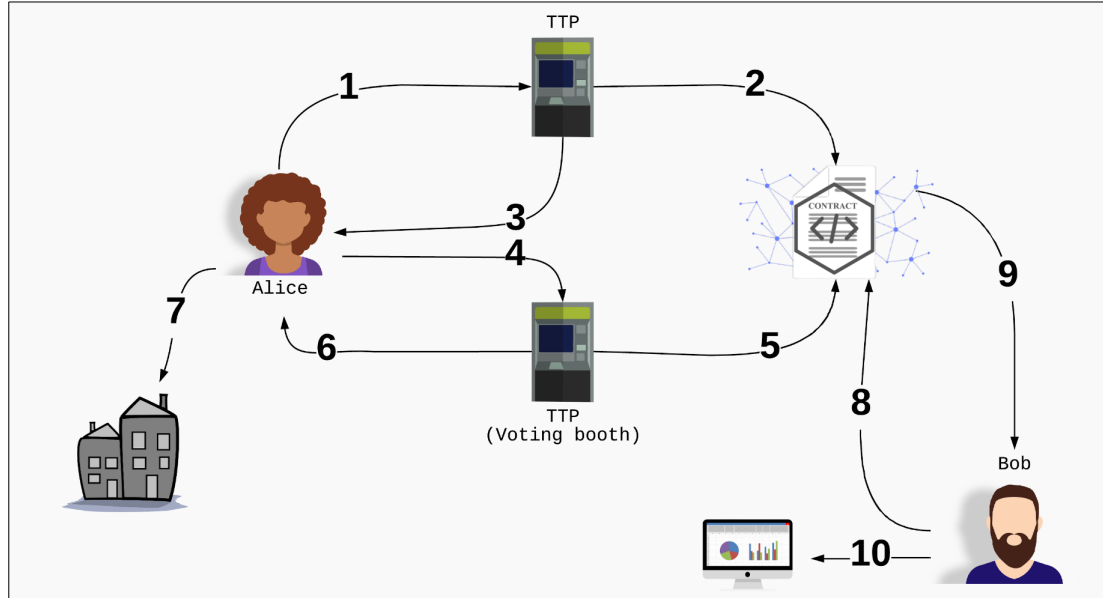 TTP
1
2
CONTRACT
</>
3
4
Alice
9
7
6
5
8
TTP
(Voting booth)
Bob
10